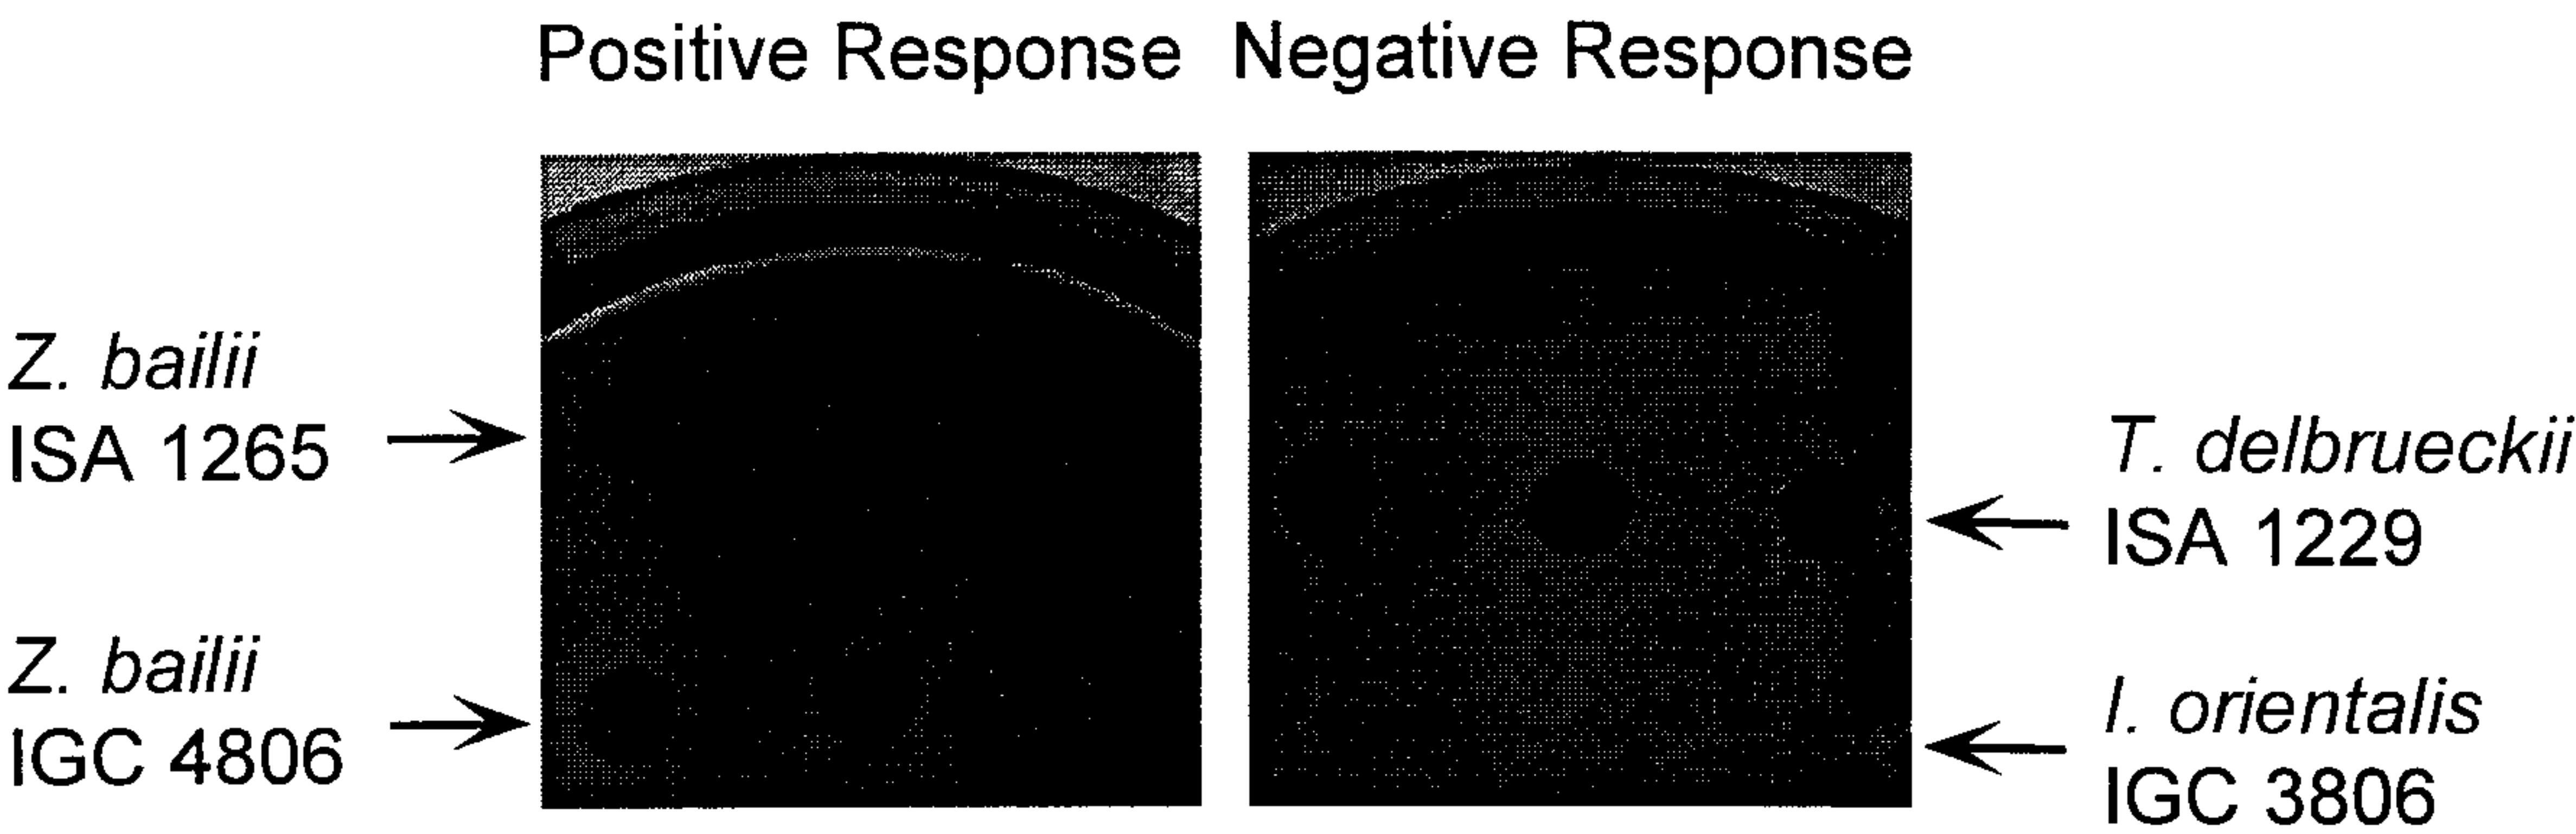 Positive Response
Negative Response
Z. bailii
ISA 1265
Z. bailii
IGC 4806
T. delbrueckii
ISA 1229
I. orientalis
IGC 3806